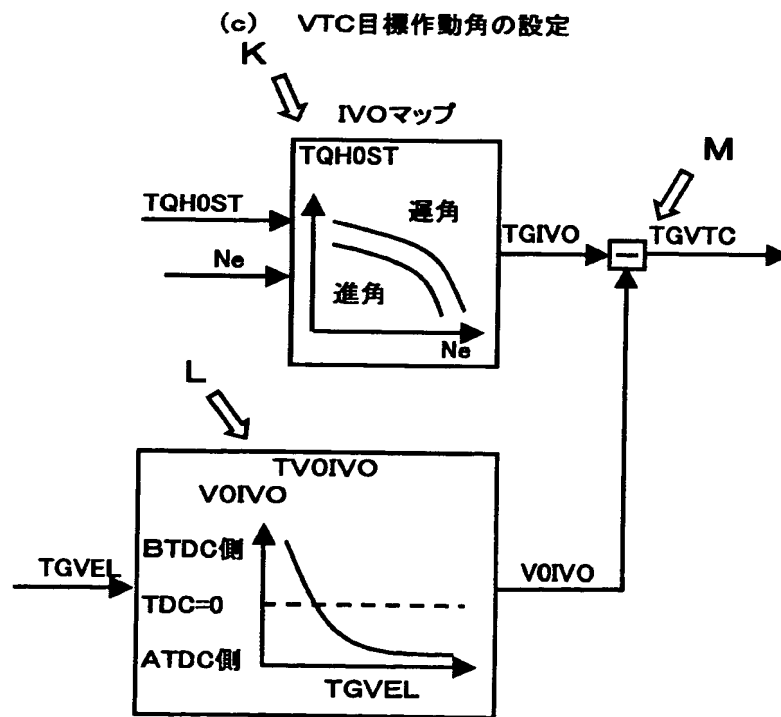 (c) VTC目標作動角の設定
K
IVOマップ
TQH0ST
TQH0ST
Ne
遅角
進角
Ne
TGIVO
M
TGVTC
L
TV0IVO
V0IVO
BTDC側
TDC=0
ATDC側
TGVEL
TGVEL
V0IVO